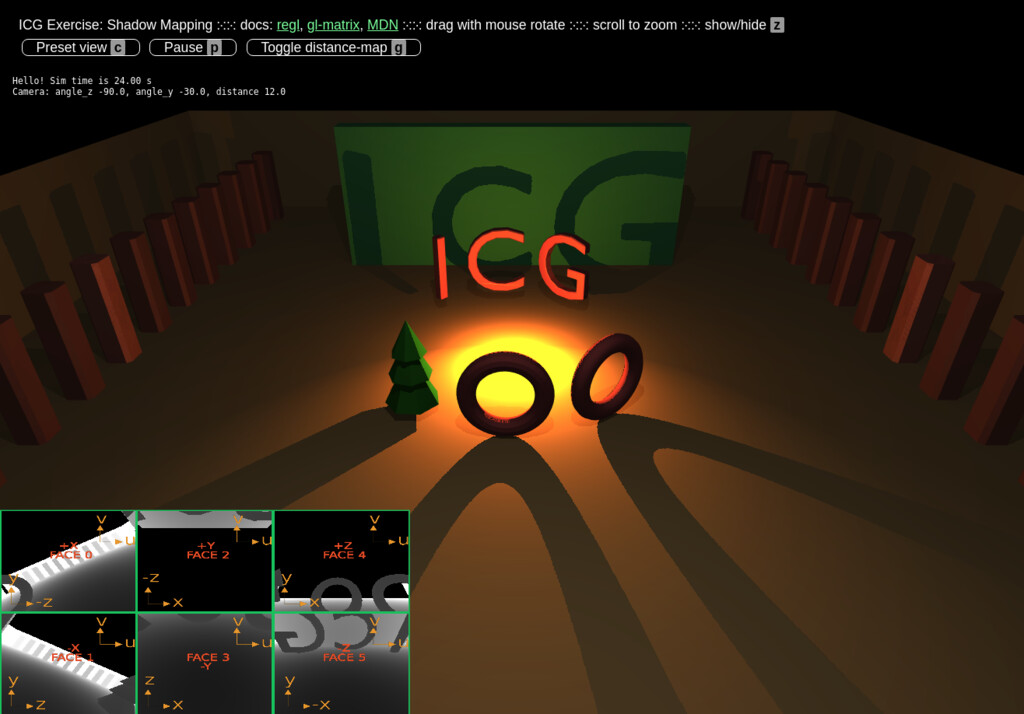 ICG Exercise: Shadow Mapping :-::-: docs: regl, gl-matrix, MDN :-::-: drag with mouse rotate :-::-: scroll to zoom :-::-: show/hide z
Preset view c Pause p Toggle distance-map g
Hello! Sim time is 24.00 s
Camera: angle_z -90.0, angle_y -30.0, distance 12.0
ICG
ICG
V V V
+X u +Y u +Z u
FACE 0 FACE 2 FACE 4
y -Z y
-Z X X
V V V
-X u FACE 3 u -Z u
FACE 1 -Y FACE 5
y z y
Z X -X